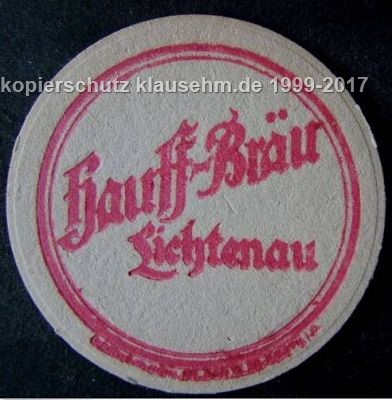 kopierschutz klausehm.de 1999-2017
Hauff-Bräu
Lichtenau